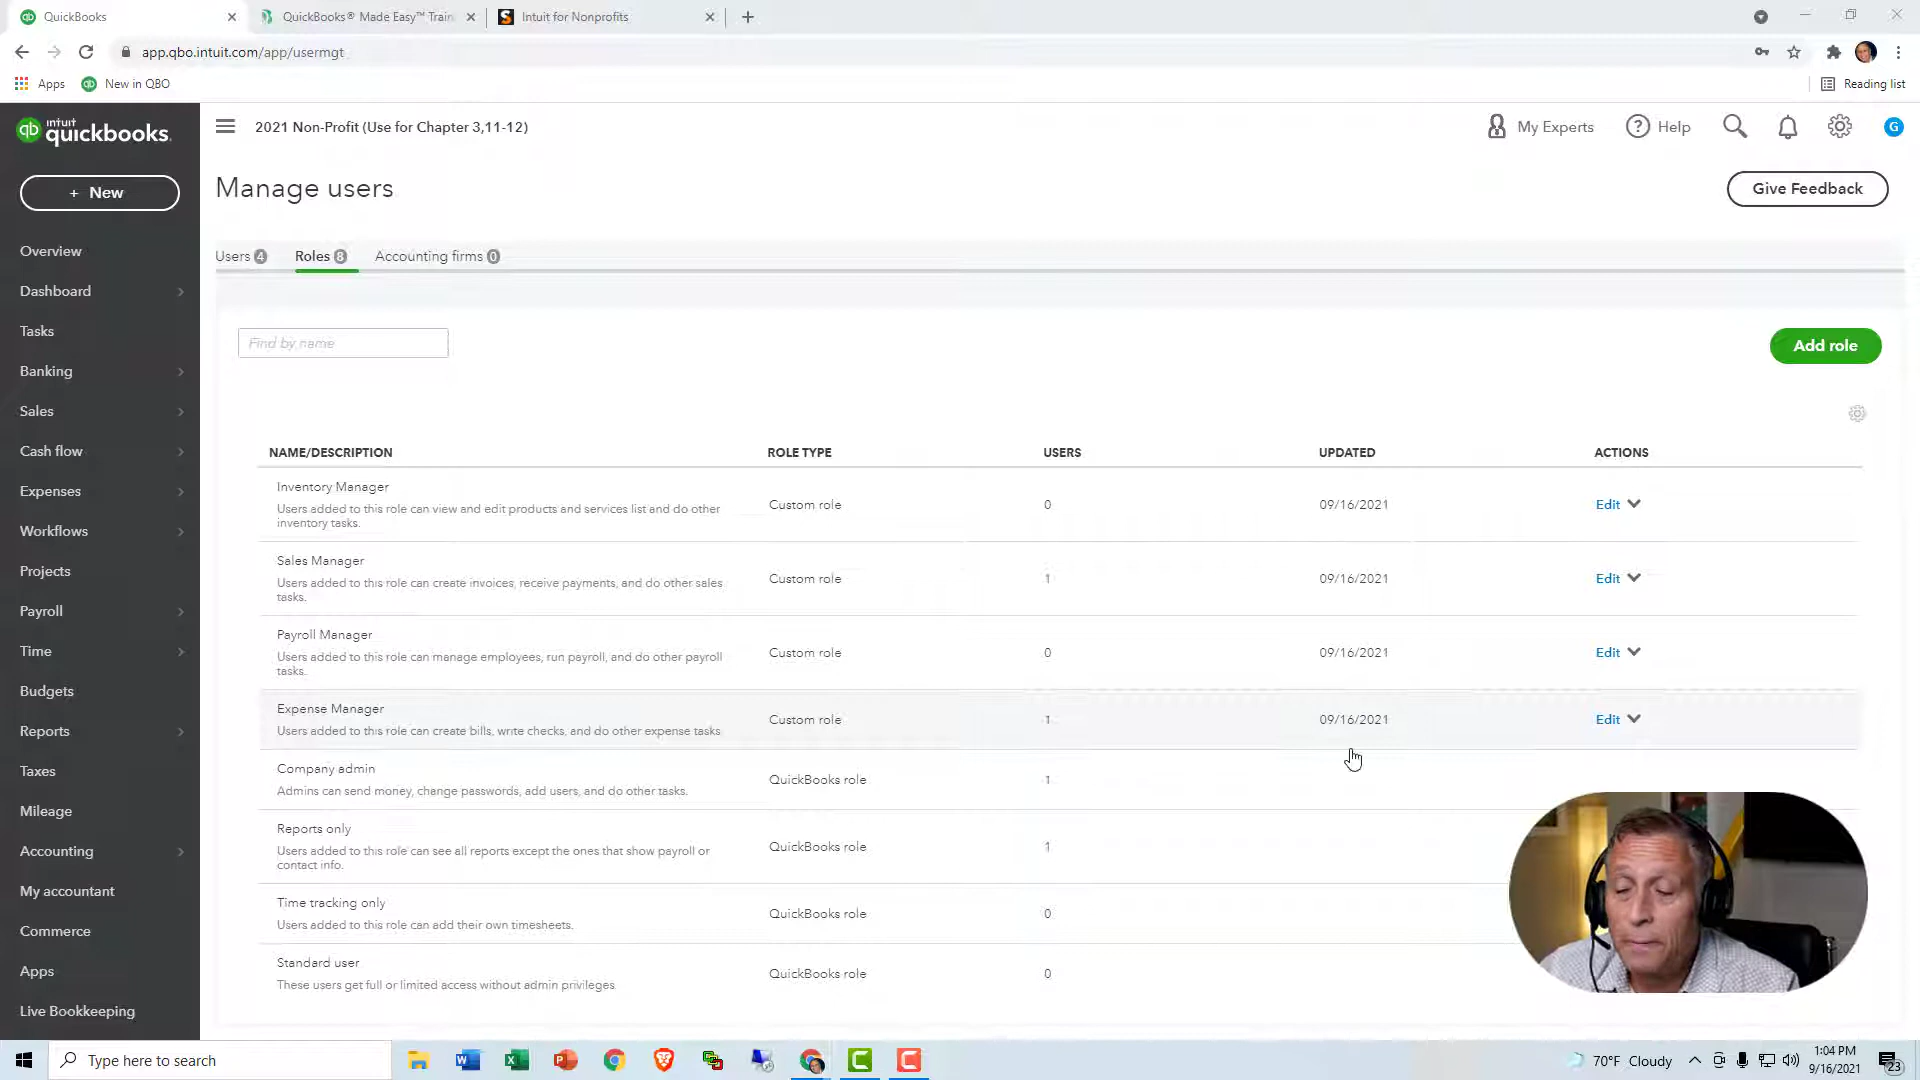 QuickBooks
QuickBooks® Made Easy™ Train
Intuit for Nonprofits
app.qbo.intuit.com/app/usermgt
Apps
New in QBO
Reading list
qb intuit quickbooks.
2021 Non-Profit (Use for Chapter 3,11-12)
My Experts
Help
G
+ New
Manage users
Give Feedback
Overview
Dashboard
Tasks
Banking
Sales
Cash flow
Expenses
Workflows
Projects
Payroll
Time
Budgets
Reports
Taxes
Mileage
Accounting
My accountant
Commerce
Apps
Live Bookkeeping
Users 4
Roles 8
Accounting firms 0
Find by name
Add role
NAME/DESCRIPTION ROLE TYPE USERS UPDATED ACTIONS
Inventory Manager
Users added to this role can view and edit products and services list and do other
inventory tasks.
Custom role 0 09/16/2021 Edit
Sales Manager
Users added to this role can create invoices, receive payments, and do other sales
tasks.
Custom role 1 09/16/2021 Edit
Payroll Manager
Users added to this role can manage employees, run payroll, and do other payroll
tasks.
Custom role 0 09/16/2021 Edit
Expense Manager
Users added to this role can create bills, write checks, and do other expense tasks.
Custom role 1 09/16/2021 Edit
Company admin
Admins can send money, change passwords, add users, and do other tasks.
QuickBooks role 1
Reports only
Users added to this role can see all reports except the ones that show payroll or
contact info.
QuickBooks role 1
Time tracking only
Users added to this role can add their own timesheets.
QuickBooks role 0
Standard user
These users get full or limited access without admin privileges.
QuickBooks role 0
Type here to search
70°F Cloudy
1:04 PM
9/16/2021
23